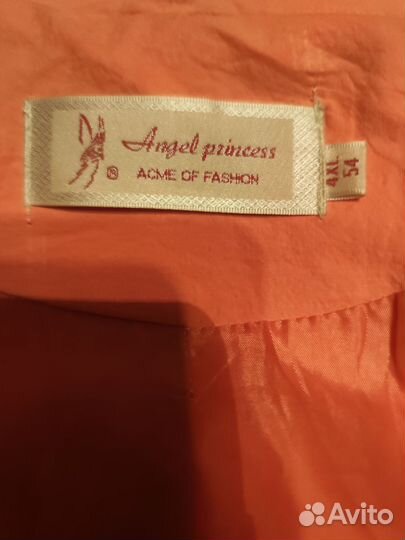 Angel princess
® ACME OF FASHION
4XL
54
Avito